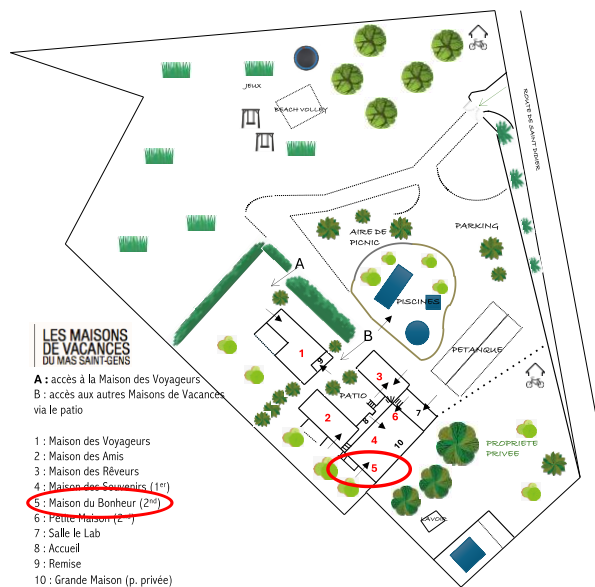 JEUX
BEACH VOLLEY
ROUTE DE SAINT DIDIER
AIRE DE
PICNIC
PARKING
A
PISCINES
B
PETANQUE
LES MAISONS
DE VACANCES
DU MAS SAINT-GENS
1
9
3
PATIO
2
8
6
7
4
10
5
PROPRIETE
PRIVEE
LAVOIR
A : accès à la Maison des Voyageurs
B : accès aux autres Maisons de Vacances
via le patio
1 : Maison des Voyageurs
2 : Maison des Amis
3 : Maison des Rêveurs
4 : Maison des Souvenirs (1er)
5 : Maison du Bonheur (2nd)
6 : Petite Maison (2nd)
7 : Salle le Lab
8 : Accueil
9 : Remise
10 : Grande Maison (p. privée)